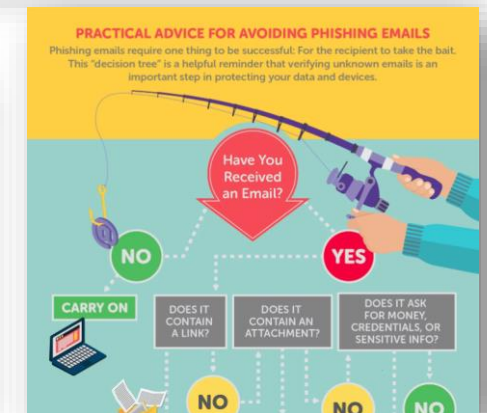 PRACTICAL ADVICE FOR AVOIDING PHISHING EMAILS
Phishing emails require one thing to be successful: For the recipient to take the bait.
This "decision tree" is a helpful reminder that verifying unknown emails is an
important step in protecting your data and devices.
Have You
Received
an Email?
NO
YES
CARRY ON
DOES IT
CONTAIN
A LINK?
DOES IT
CONTAIN AN
ATTACHMENT?
DOES IT ASK
FOR MONEY,
CREDENTIALS, OR
SENSITIVE INFO?
NO
NO
NO